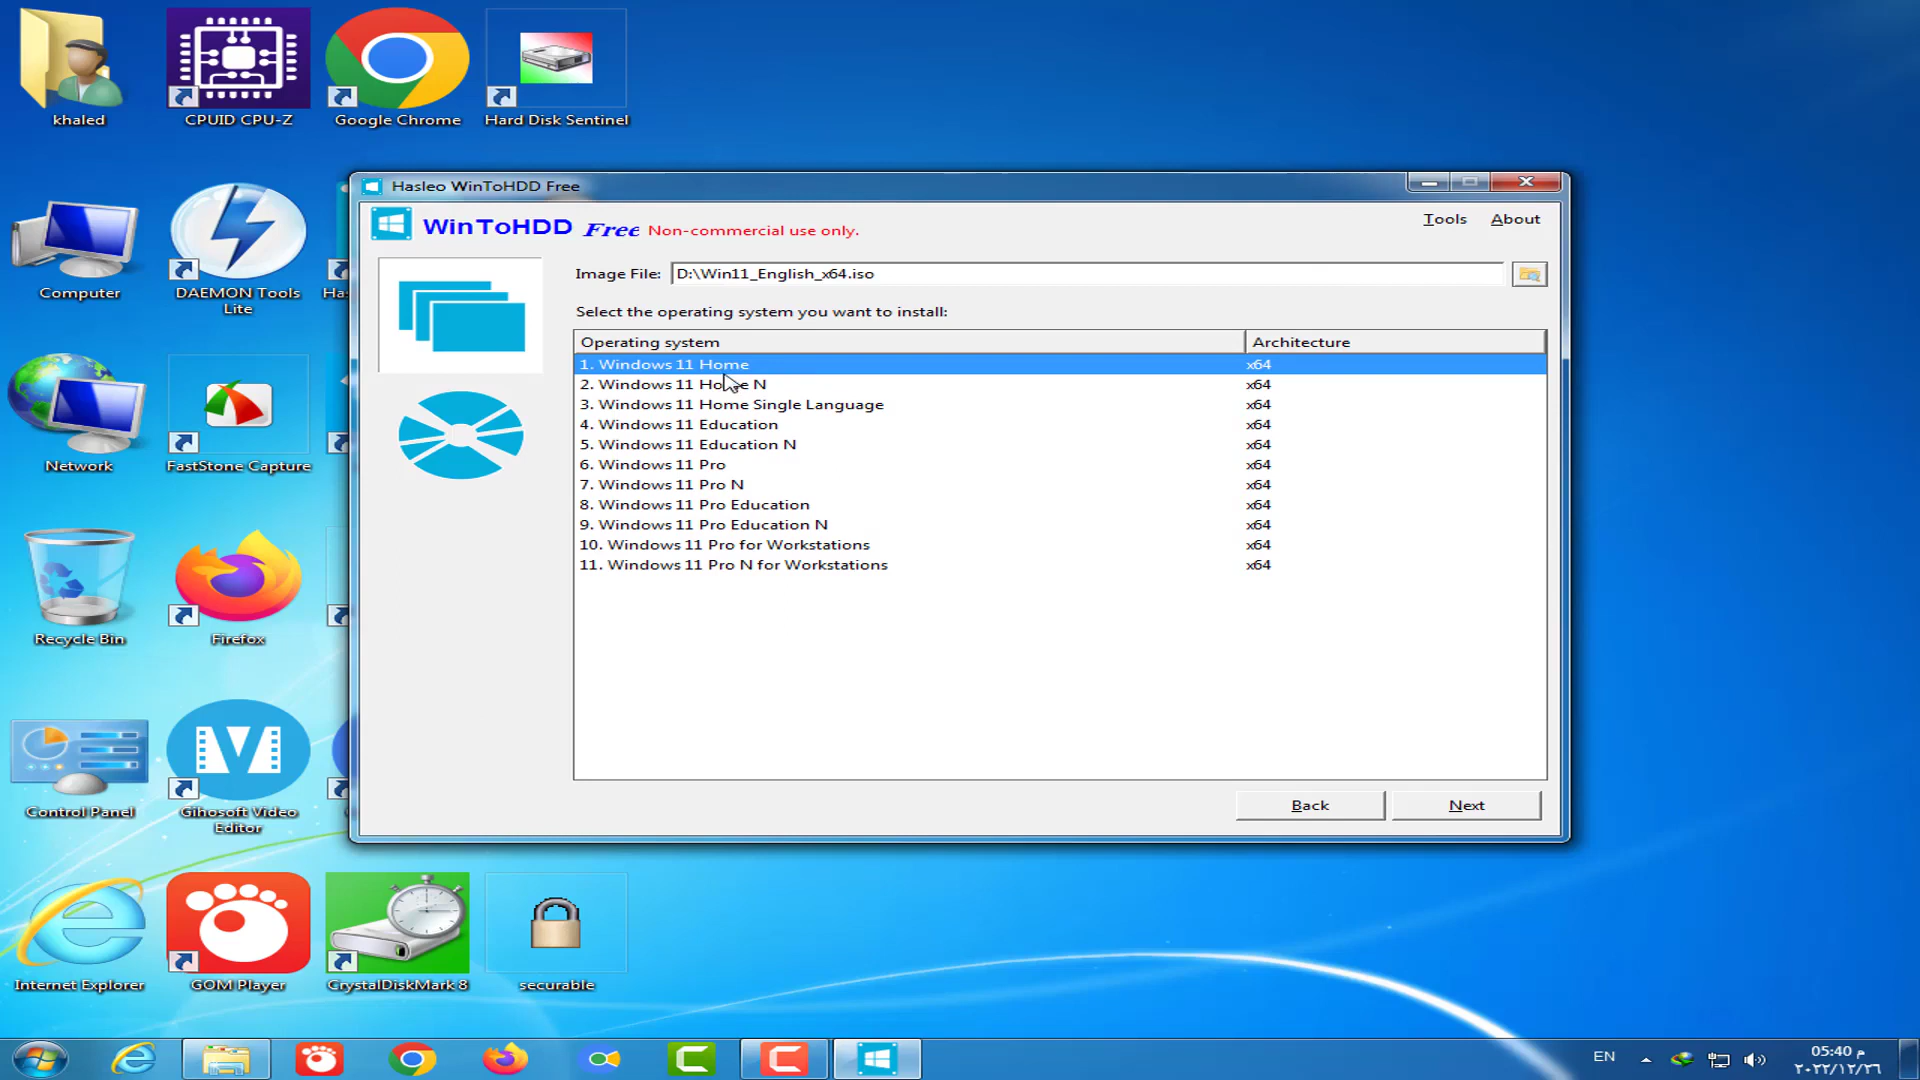 khaled
CPUID CPU-Z
Google Chrome
Hard Disk Sentinel
Computer
DAEMON Tools
Lite
Has
Network
FastStone Capture
Recycle Bin
Firefox
Control Panel
Gihosoft Video
Editor
Internet Explorer
GOM Player
CrystalDiskMark 8
securable
Hasleo WinToHDD Free
WinToHDD Free Non-commercial use only.
Tools About
Image File: D:\Win11_English_x64.iso
Select the operating system you want to install:
Operating system Architecture
1. Windows 11 Home x64
2. Windows 11 Home N x64
3. Windows 11 Home Single Language x64
4. Windows 11 Education x64
5. Windows 11 Education N x64
6. Windows 11 Pro x64
7. Windows 11 Pro N x64
8. Windows 11 Pro Education x64
9. Windows 11 Pro Education N x64
10. Windows 11 Pro for Workstations x64
11. Windows 11 Pro N for Workstations x64
Back Next
EN
05:40 م
٢٠٢٢/١٢/٢٦